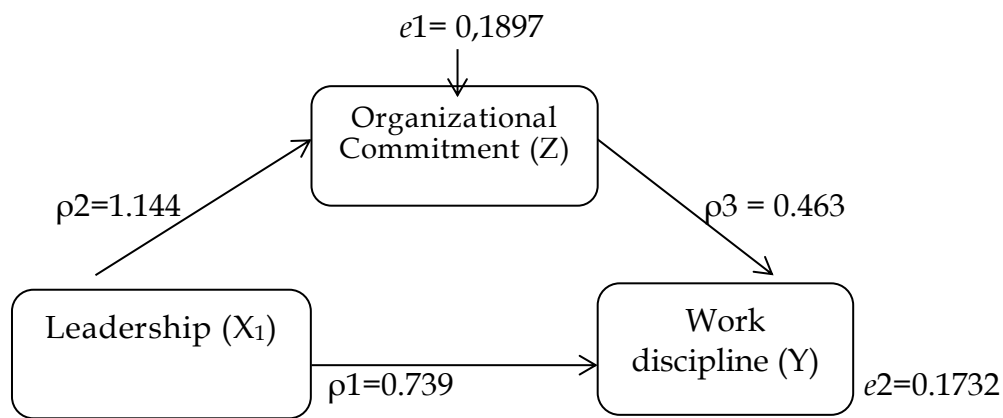 e1= 0,1897
Organizational
Commitment (Z)
ρ2=1.144
ρ3 = 0.463
Leadership (X₁)
Work
discipline (Y)
ρ1=0.739
e2=0.1732